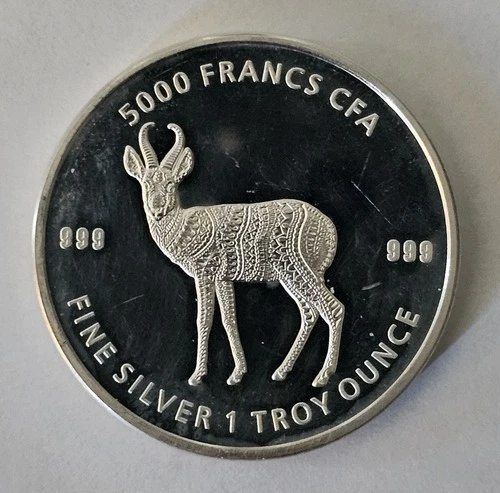 5000 FRANCS CFA
999
999
FINE SILVER 1 TROY OUNCE